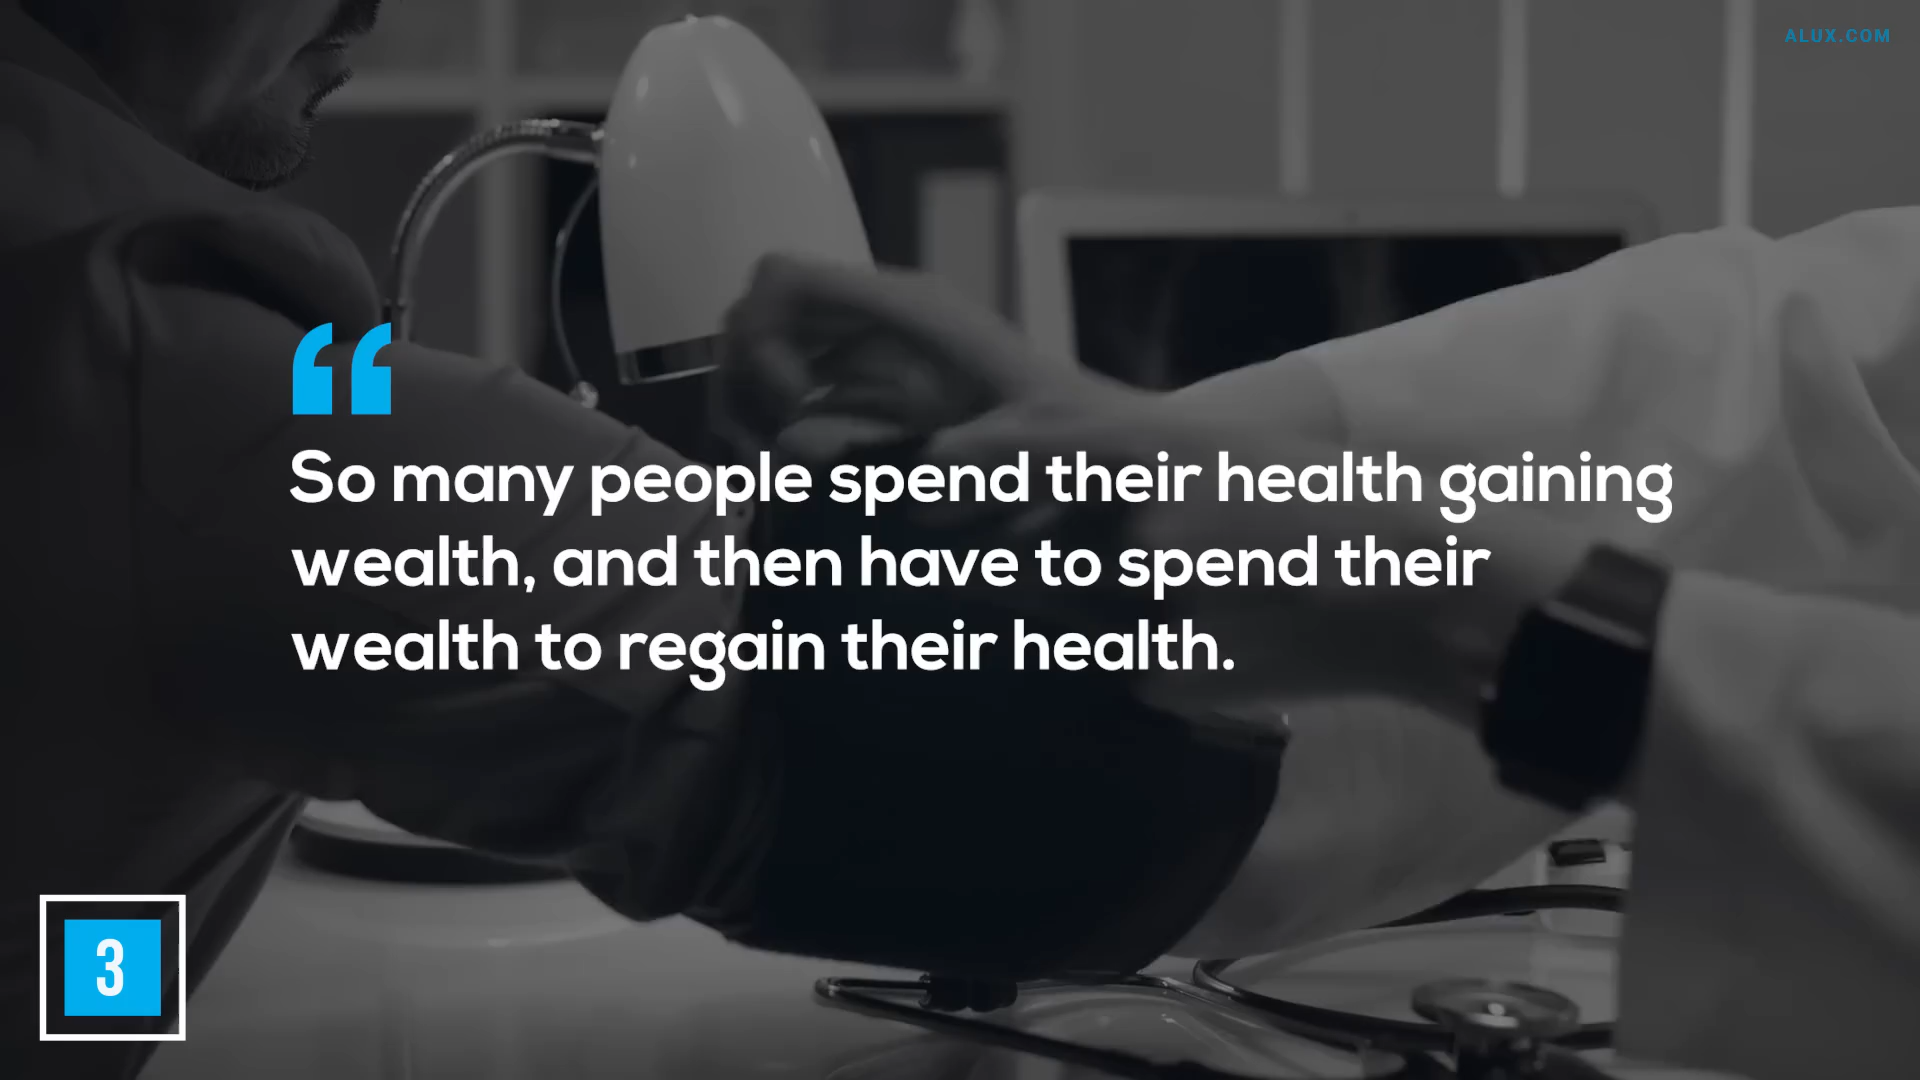 ALUX.COM
“
So many people spend their health gaining
wealth, and then have to spend their
wealth to regain their health.
3